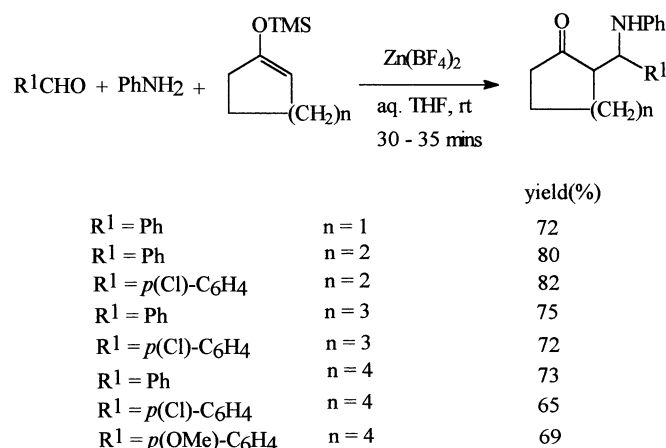 OTMS
O
NHPh
R1
R1CHO + PhNH2 +
(CH2)n
Zn(BF4)2
aq. THF, rt
30 - 35 mins
(CH2)n
yield(%)
R1 = Ph n = 1 72
R1 = Ph n = 2 80
R1 = p(Cl)-C6H4 n = 2 82
R1 = Ph n = 3 75
R1 = p(Cl)-C6H4 n = 3 72
R1 = Ph n = 4 73
R1 = p(Cl)-C6H4 n = 4 65
R1 = p(OMe)-C6H4 n = 4 69